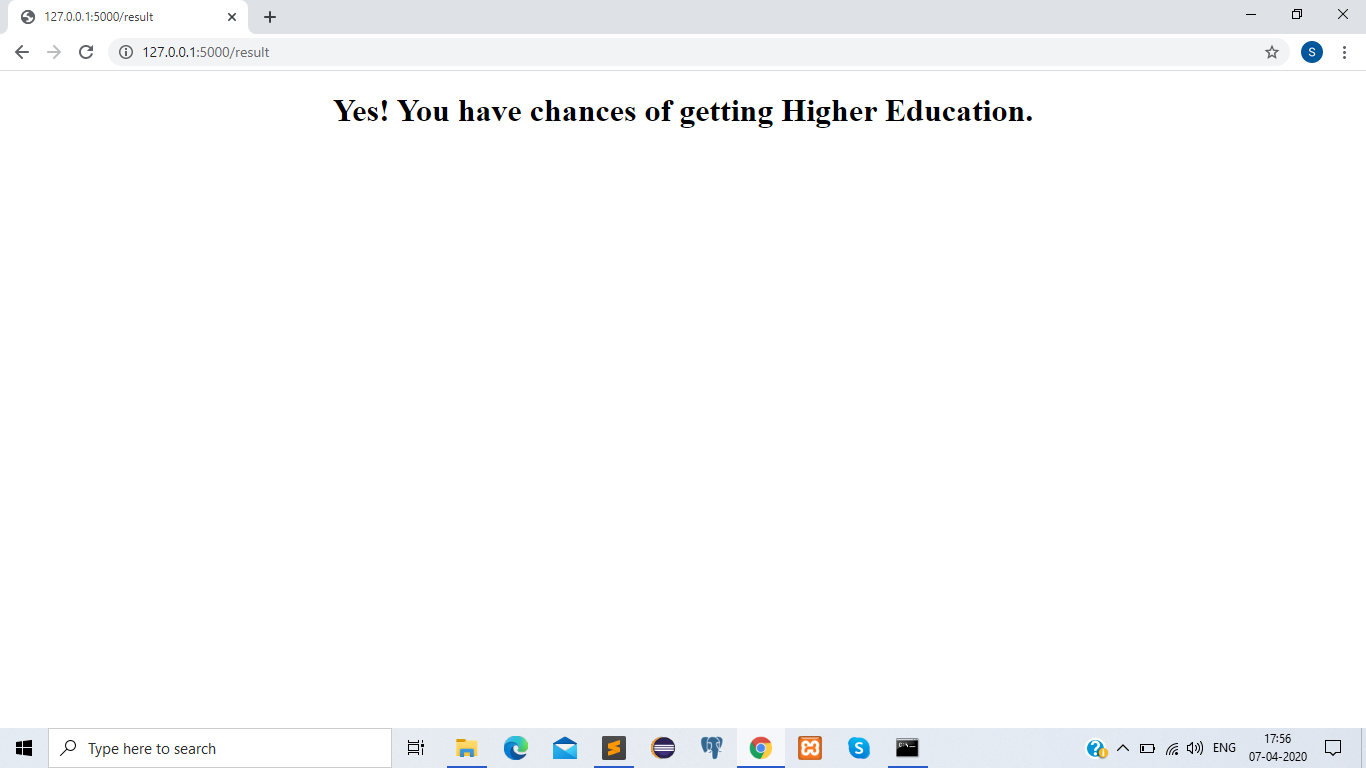 127.0.0.1:5000/result
127.0.0.1:5000/result
S
Yes! You have chances of getting Higher Education.
Type here to search
ENG
17:56
07-04-2020